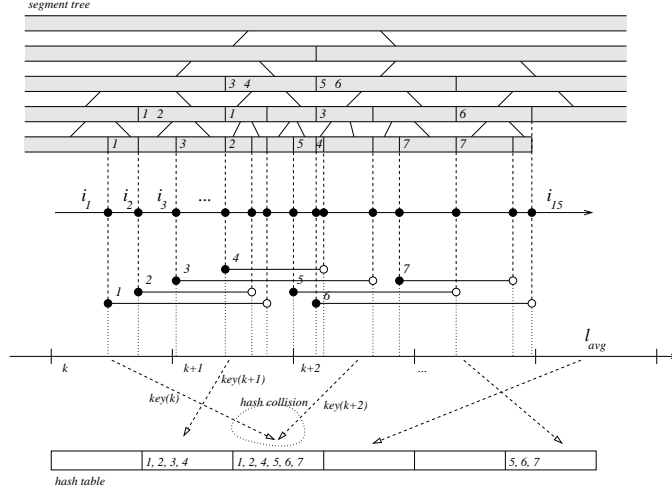 segment tree
3 4 5 6
1 2 1 3 6
1 3 2 5 4 7 7
i1 i2 i3 ... i15
4
3 7
2 5
1 6
lavg
k k+1 k+2 ...
key(k+1)
key(k) hash collision key(k+2)
1, 2, 3, 4 1, 2, 4, 5, 6, 7 5, 6, 7
hash table